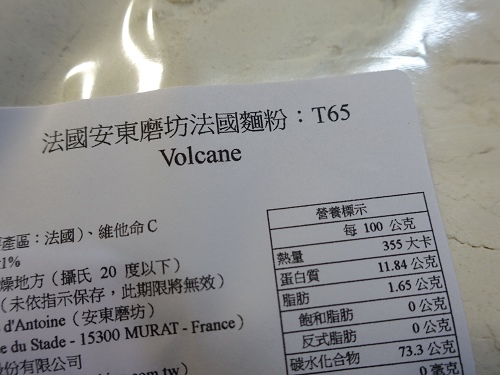 法國安東磨坊法國麵粉：T65
Volcane
產區：法國）、維他命C
1%
燥地方（攝氏 20 度以下）
（未依指示保存，此期限將無效）
d'Antoine（安東磨坊）
e du Stade - 15300 MURAT - France）
份有限公司
營養標示
每 100 公克
熱量 355 大卡
蛋白質 11.84 公克
脂肪 1.65 公克
飽和脂肪 0 公克
反式脂肪 0 公克
碳水化合物 73.3 公克
0 毫克